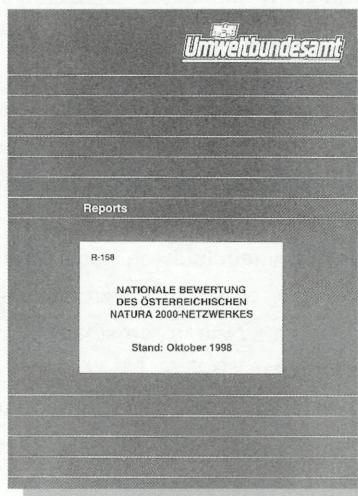 Umweltbundesamt
Reports
R-158
NATIONALE BEWERTUNG
DES ÖSTERREICHISCHEN
NATURA 2000-NETZWERKES
Stand: Oktober 1998